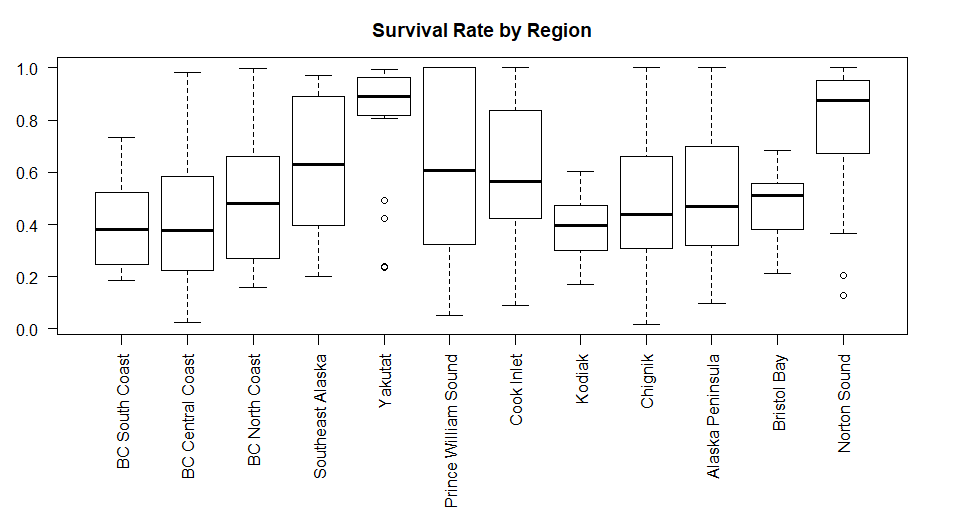 Survival Rate by Region
1.0
0.8
0.6
0.4
0.2
0.0
BC South Coast
BC Central Coast
BC North Coast
Southeast Alaska
Yakutat
Prince William Sound
Cook Inlet
Kodiak
Chignik
Alaska Peninsula
Bristol Bay
Norton Sound